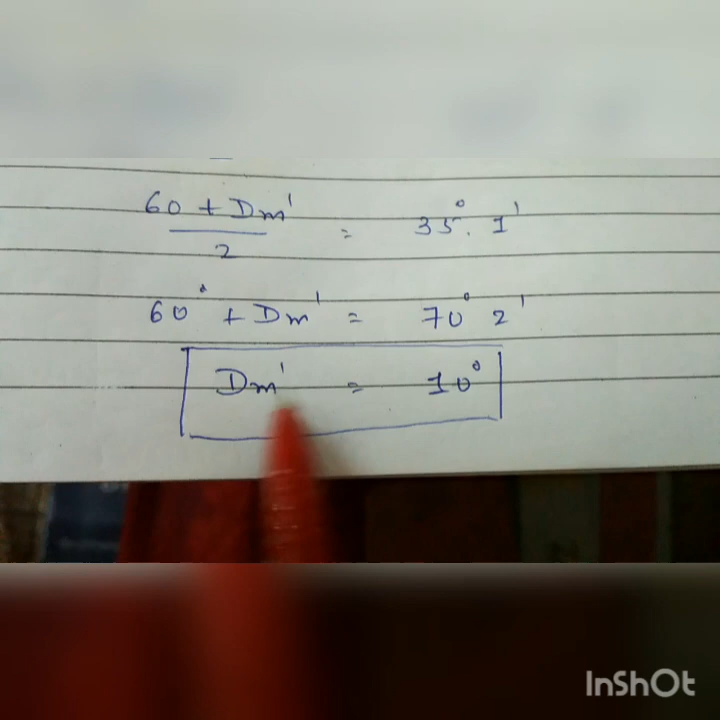 60 + Dm' / 2 = 35°. 1'
60° + Dm' = 70° 2'
Dm' = 10°
InShOt